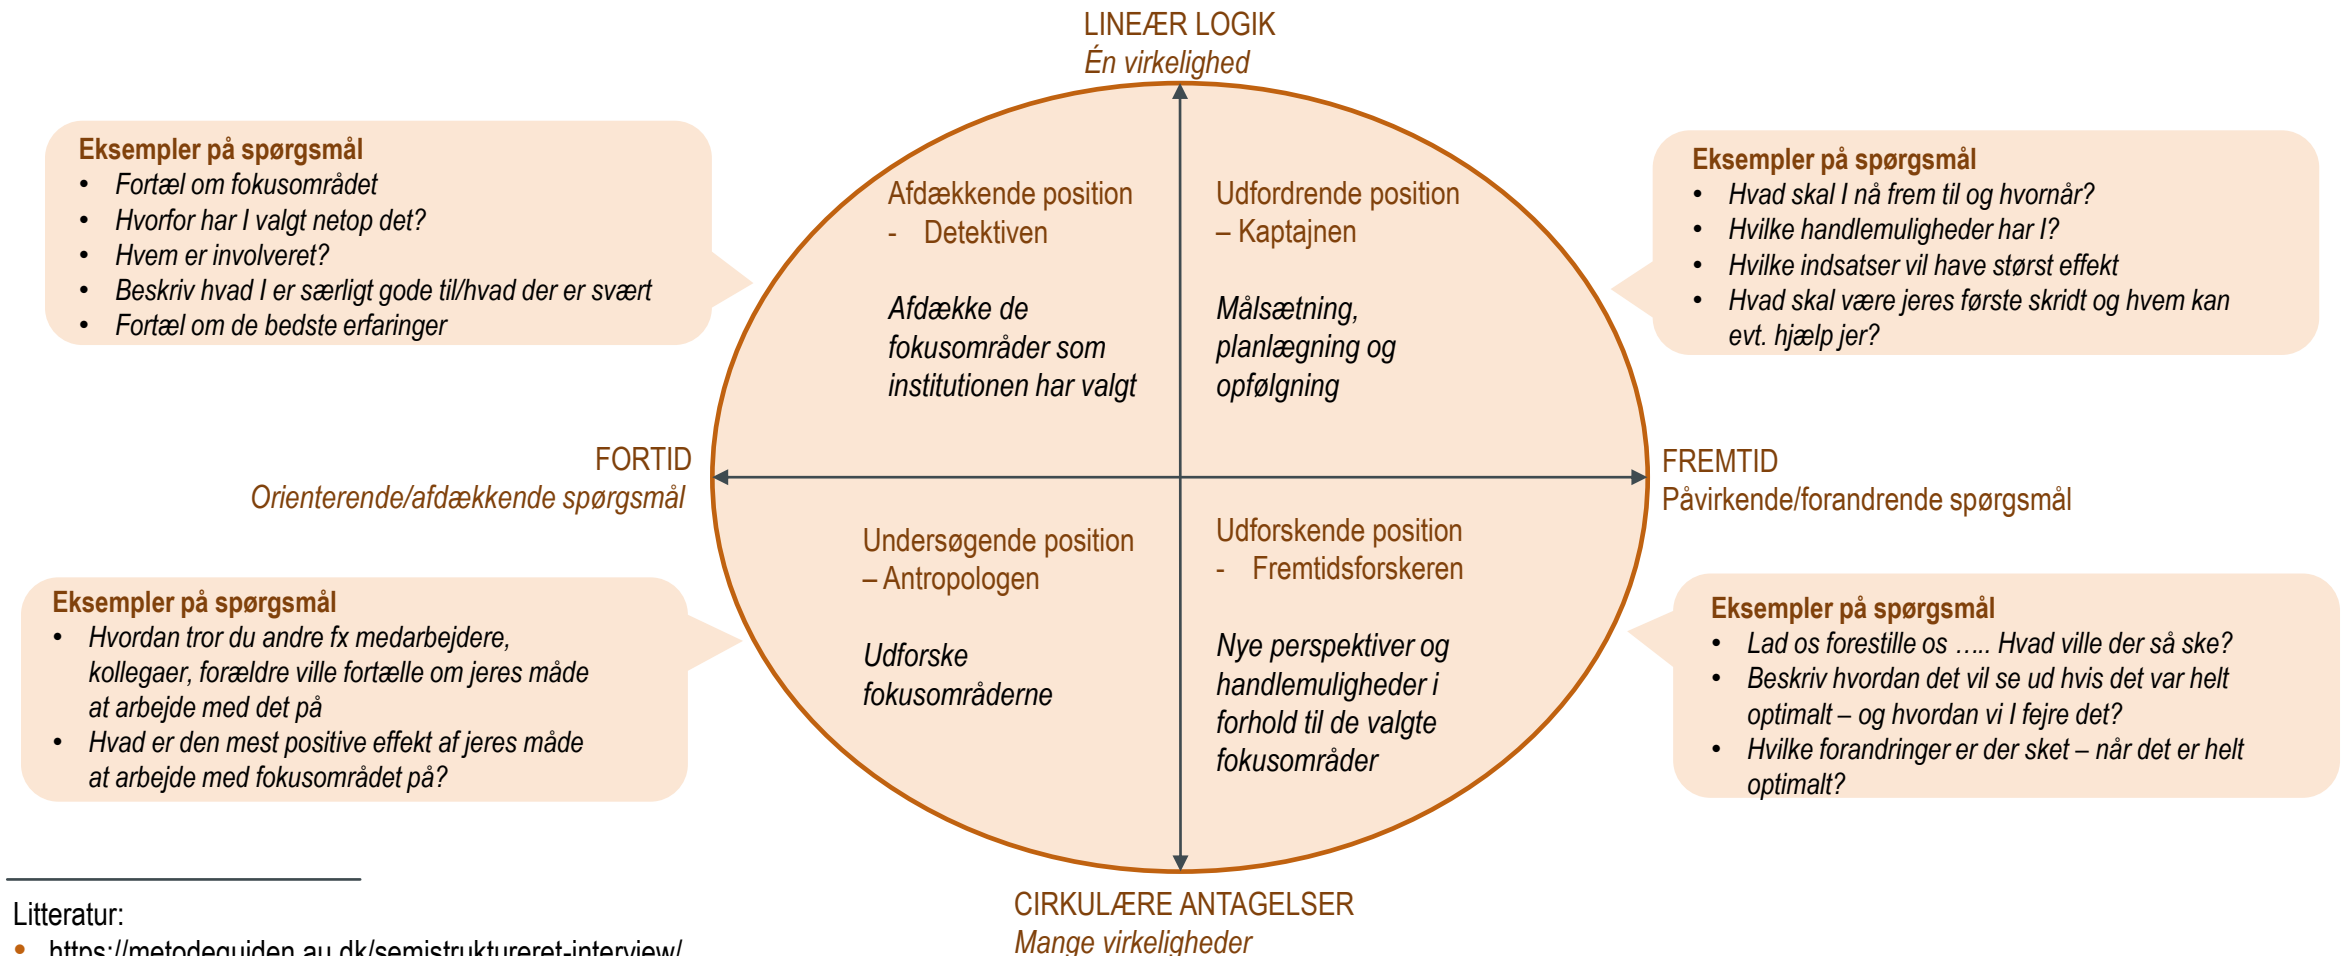 LINEÆR LOGIK
Én virkelighed
Eksempler på spørgsmål
• Fortæl om fokusområdet
• Hvorfor har I valgt netop det?
• Hvem er involveret?
• Beskriv hvad I er særligt gode til/hvad der er svært
• Fortæl om de bedste erfaringer
Afdækkende position
- Detektiven
Afdække de
fokusområder som
institutionen har valgt
Udfordrende position
– Kaptajnen
Målsætning,
planlægning og
opfølgning
Eksempler på spørgsmål
• Hvad skal I nå frem til og hvornår?
• Hvilke handlemuligheder har I?
• Hvilke indsatser vil have størst effekt
• Hvad skal være jeres første skridt og hvem kan
evt. hjælp jer?
FORTID
Orienterende/afdækkende spørgsmål
FREMTID
Påvirkende/forandrende spørgsmål
Eksempler på spørgsmål
• Hvordan tror du andre fx medarbejdere,
kollegaer, forældre ville fortælle om jeres måde
at arbejde med det på
• Hvad er den mest positive effekt af jeres måde
at arbejde med fokusområdet på?
Undersøgende position
– Antropologen
Udforske
fokusområderne
Udforskende position
- Fremtidsforskeren
Nye perspektiver og
handlemuligheder i
forhold til de valgte
fokusområder
Eksempler på spørgsmål
• Lad os forestille os ….. Hvad ville der så ske?
• Beskriv hvordan det vil se ud hvis det var helt
optimalt – og hvordan vi I fejre det?
• Hvilke forandringer er der sket – når det er helt
optimalt?
CIRKULÆRE ANTAGELSER
Mange virkeligheder
Litteratur:
• https://metodeguiden.au.dk/semistruktureret-interview/